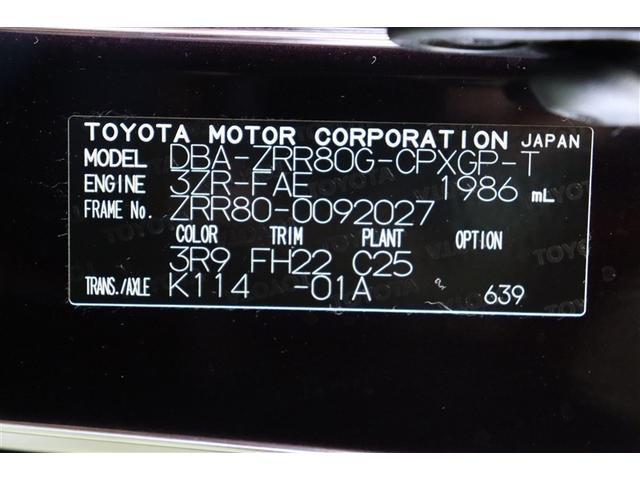 TOYOTA MOTOR CORPORATION JAPAN
MODEL DBA-ZRR80G-CPXGP-T
ENGINE 3ZR-FAE 1986 mL
FRAME No. ZRR80-0092027
COLOR TRIM PLANT OPTION
3R9 FH22 C25
TRANS./AXLE K114 -01A 639